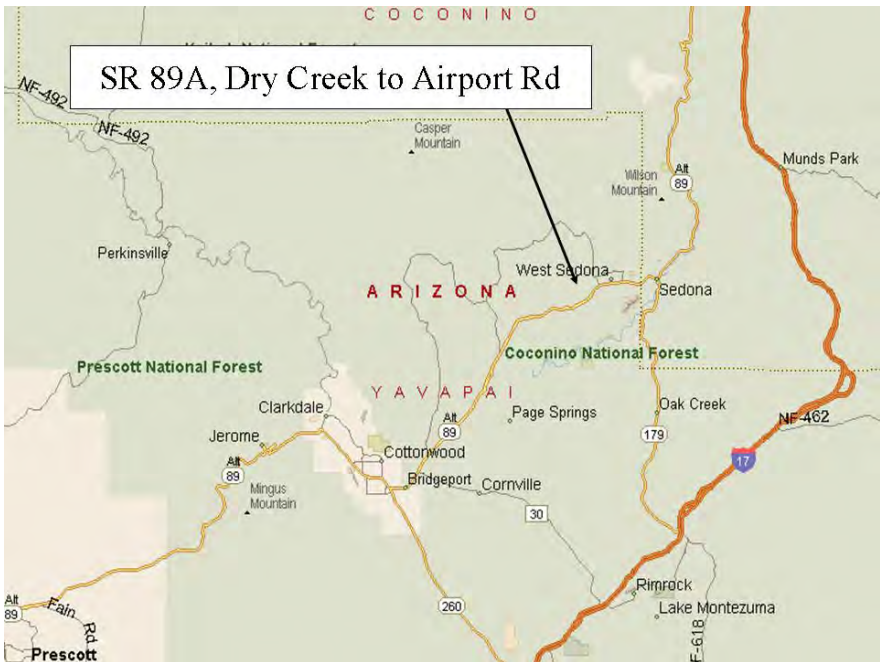 COCONINO
SR 89A, Dry Creek to Airport Rd
NF-492
NF-492
Casper
Mountain
Munds Park
Alt
89
Wilson
Mountain
Perkinsville
West Sedona
Sedona
ARIZONA
Prescott National Forest
Coconino National Forest
YAVAPAI
Clarkdale
Page Springs
Oak Creek
NF-462
Alt
89
179
Jerome
Cottonwood
17
Alt
89
Bridgeport
Cornville
Mingus
Mountain
30
260
Rimrock
Lake Montezuma
Alt
89
Fain
Rd
NF-618
Prescott